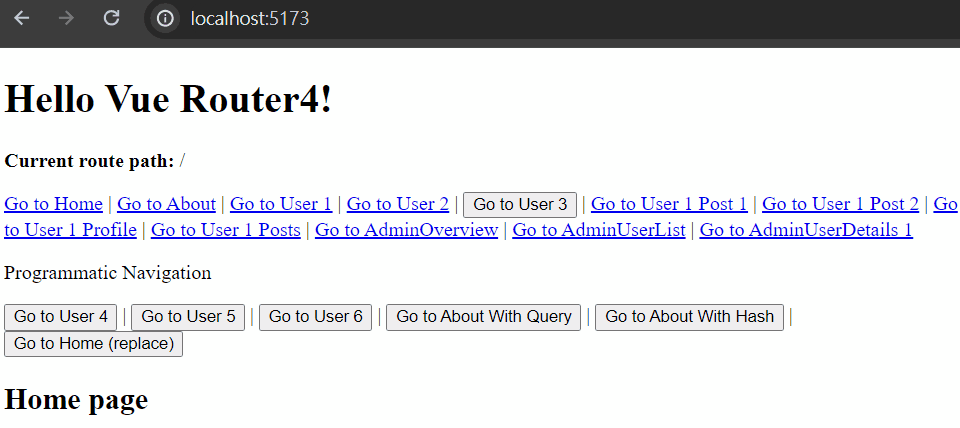 localhost:5173
Hello Vue Router4!
Current route path: /
Go to Home | Go to About | Go to User 1 | Go to User 2 | Go to User 3 | Go to User 1 Post 1 | Go to User 1 Post 2 | Go
to User 1 Profile | Go to User 1 Posts | Go to AdminOverview | Go to AdminUserList | Go to AdminUserDetails 1
Programmatic Navigation
Go to User 4 | Go to User 5 | Go to User 6 | Go to About With Query | Go to About With Hash |
Go to Home (replace)
Home page